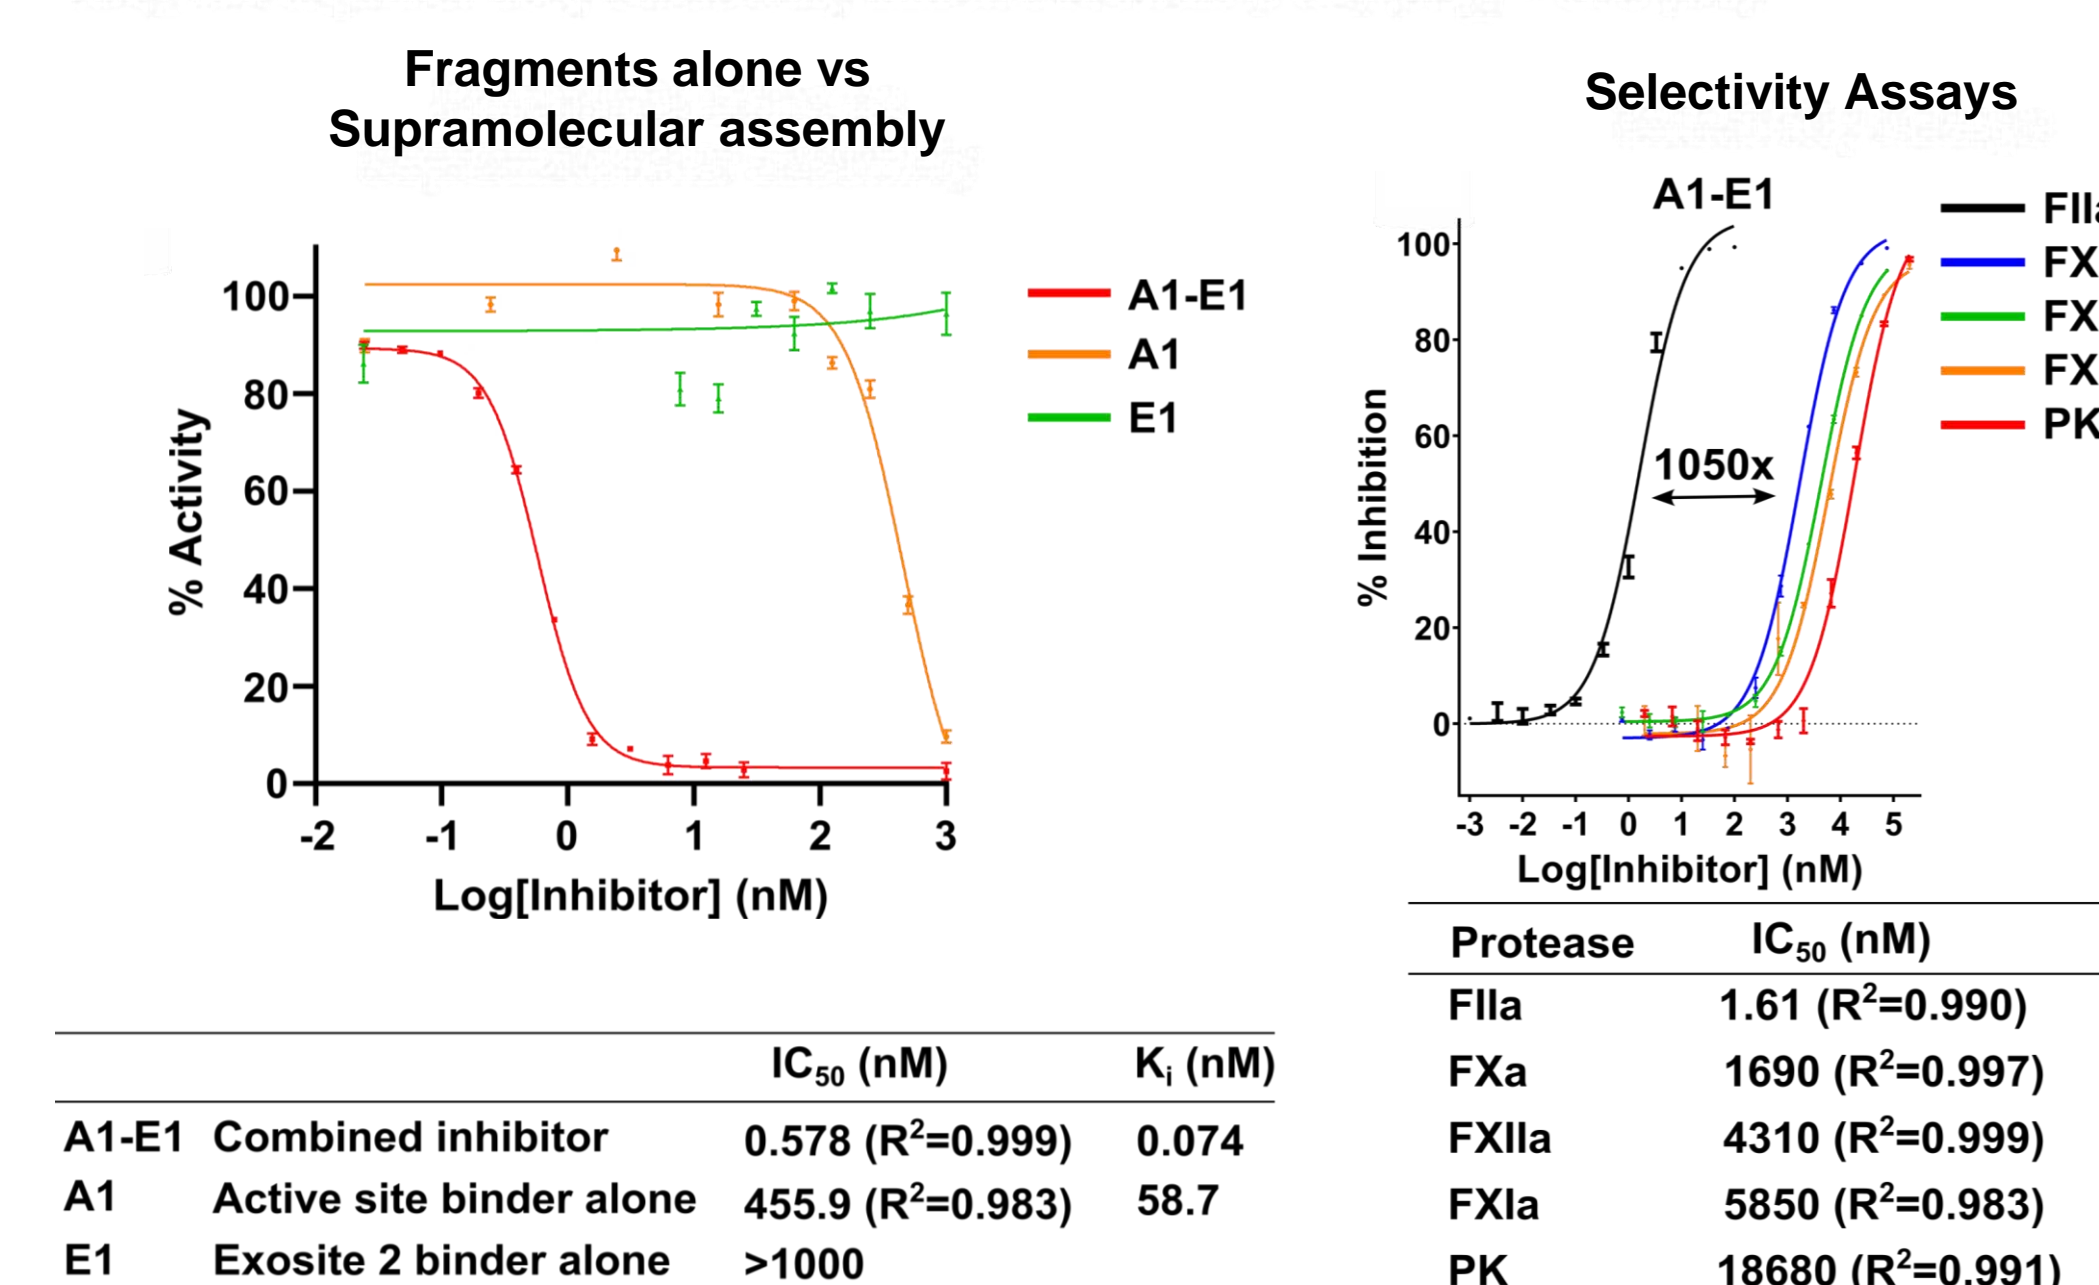 Fragments alone vs
Supramolecular assembly
% Activity
100
80
60
40
20
0
-2 -1 0 1 2 3
Log[Inhibitor] (nM)
A1-E1
A1
E1
IC50 (nM) Ki (nM)
A1-E1 Combined inhibitor 0.578 (R²=0.999) 0.074
A1 Active site binder alone 455.9 (R²=0.983) 58.7
E1 Exosite 2 binder alone >1000
Selectivity Assays
A1-E1
% Inhibition
100
80
60
40
20
0
1050x
-3 -2 -1 0 1 2 3 4 5
Log[Inhibitor] (nM)
FIIa
FX
FX
FX
PK
Protease IC50 (nM)
FIIa 1.61 (R²=0.990)
FXa 1690 (R²=0.997)
FXIIa 4310 (R²=0.999)
FXIa 5850 (R²=0.983)
PK 18680 (R²=0.991)